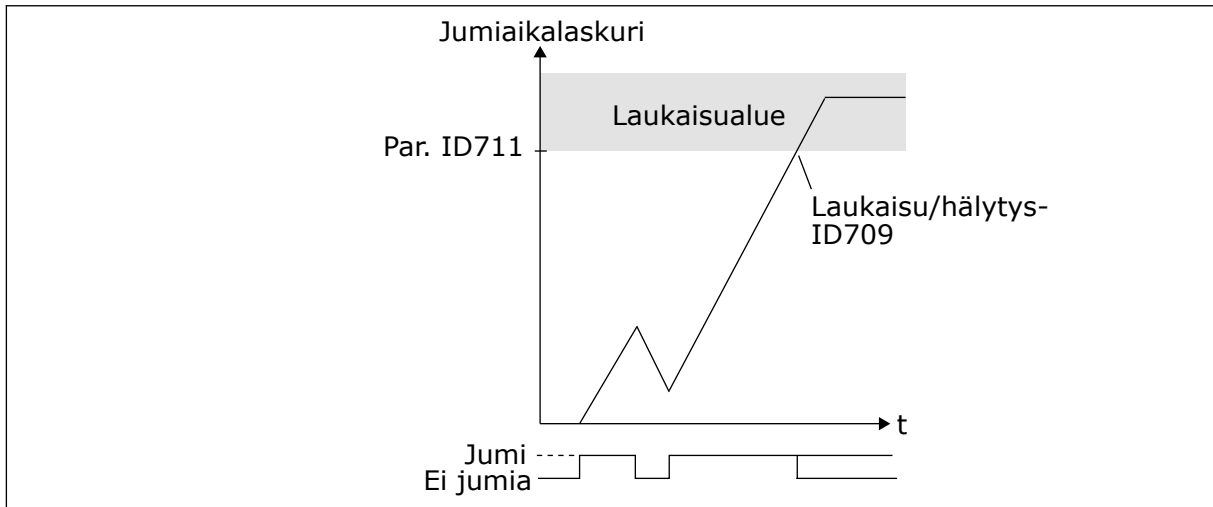 Jumiaikalaskuri
Laukaisualue
Par. ID711
Laukaisu/hälytys-
ID709
t
Jumi
Ei jumia